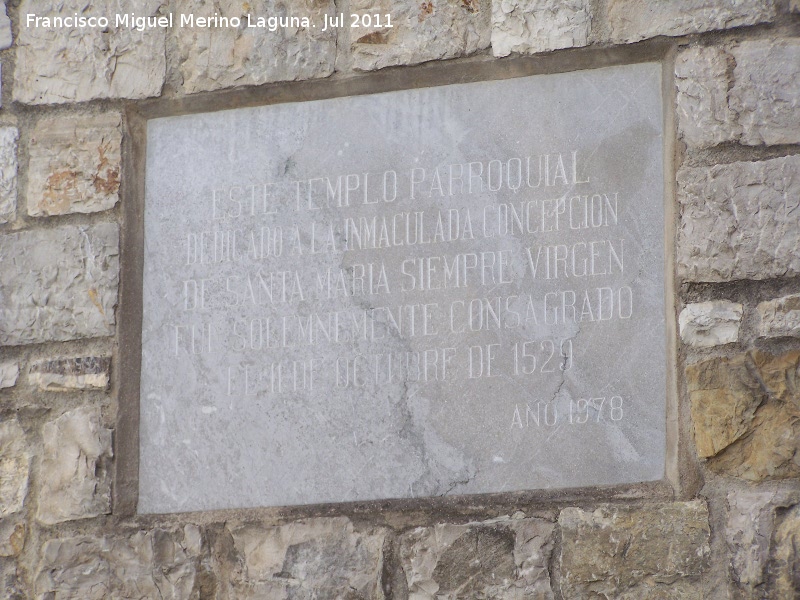 Francisco Miguel Merino Laguna. Jul 2011
ESTE TEMPLO PARROQUIAL
DEDICADO A LA INMACULADA CONCEPCION
DE SANTA MARIA SIEMPRE VIRGEN
FUE SOLEMNEMENTE CONSAGRADO
DE OCTUBRE DE 1529
AÑO 1978